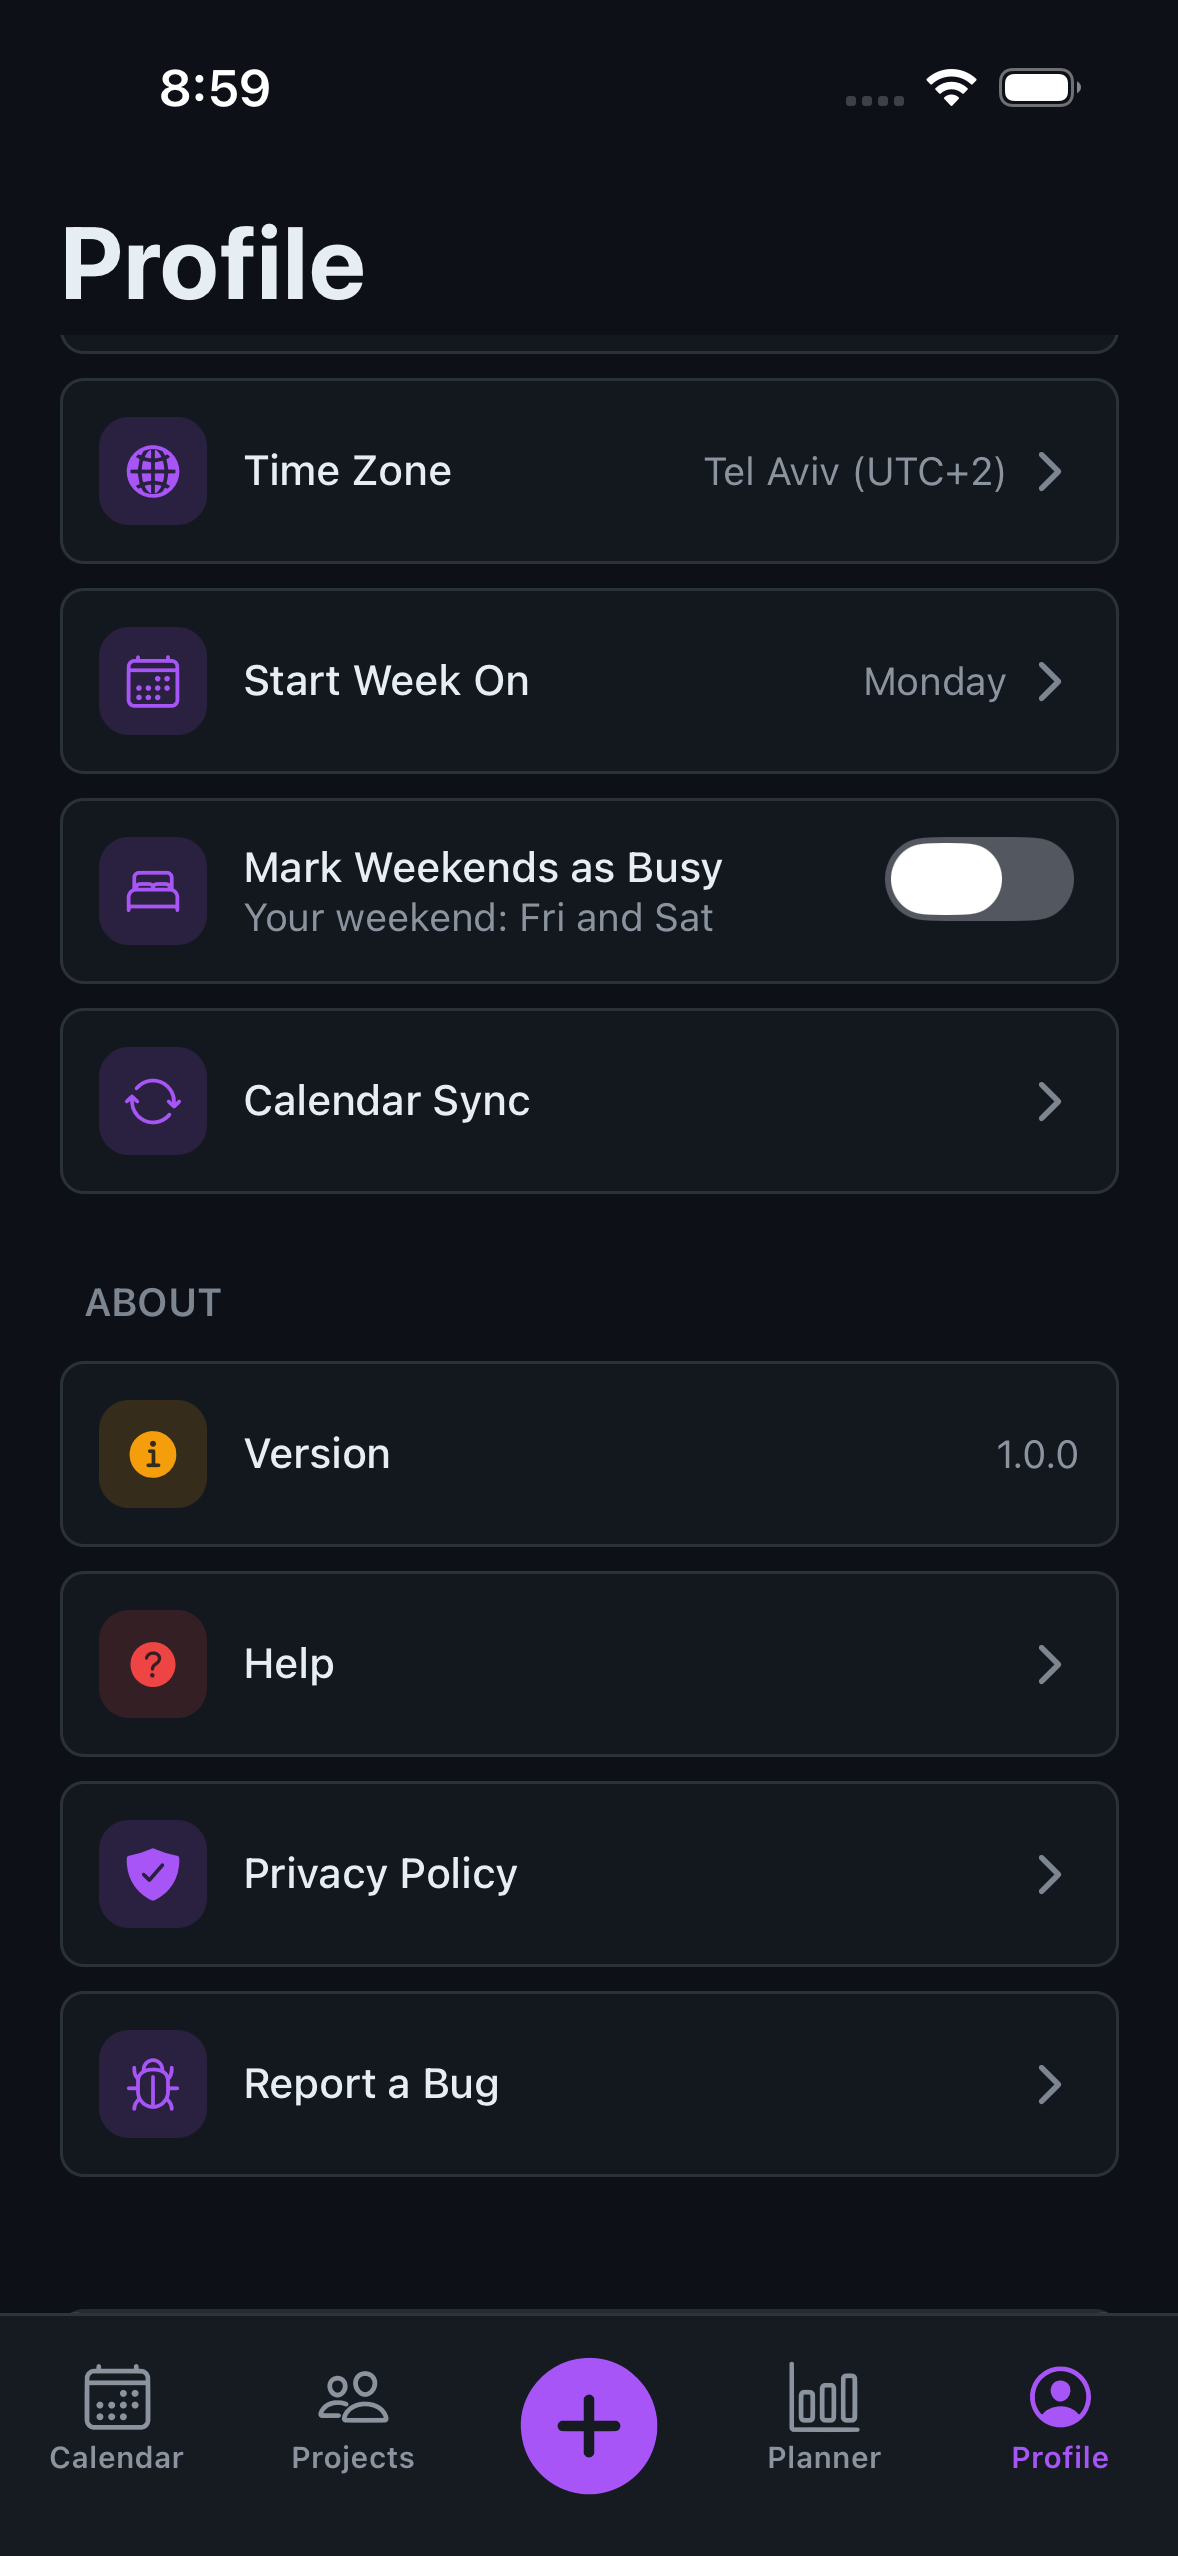 8:59
Profile
Time Zone
Tel Aviv (UTC+2)
Start Week On
Monday
Mark Weekends as Busy
Your weekend: Fri and Sat
Calendar Sync
ABOUT
Version
1.0.0
Help
Privacy Policy
Report a Bug
Calendar
Projects
Planner
Profile